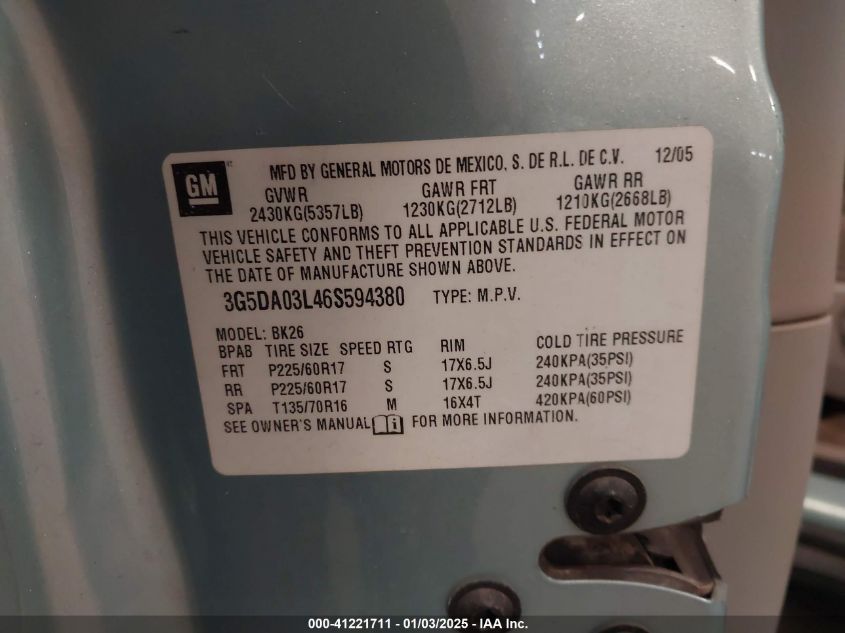 GM
MFD BY GENERAL MOTORS DE MEXICO, S. DE R.L. DE C.V. 12/05
GVWR GAWR FRT GAWR RR
2430KG(5357LB) 1230KG(2712LB) 1210KG(2668LB)
THIS VEHICLE CONFORMS TO ALL APPLICABLE U.S. FEDERAL MOTOR
VEHICLE SAFETY AND THEFT PREVENTION STANDARDS IN EFFECT ON
THE DATE OF MANUFACTURE SHOWN ABOVE.
3G5DA03L46S594380 TYPE: M.P.V.
MODEL: BK26
BPAB TIRE SIZE SPEED RTG RIM COLD TIRE PRESSURE
FRT P225/60R17 S 17X6.5J 240KPA(35PSI)
RR P225/60R17 S 17X6.5J 240KPA(35PSI)
SPA T135/70R16 M 16X4T 420KPA(60PSI)
SEE OWNER'S MANUAL i FOR MORE INFORMATION.
000-41221711 - 01/03/2025 - IAA Inc.